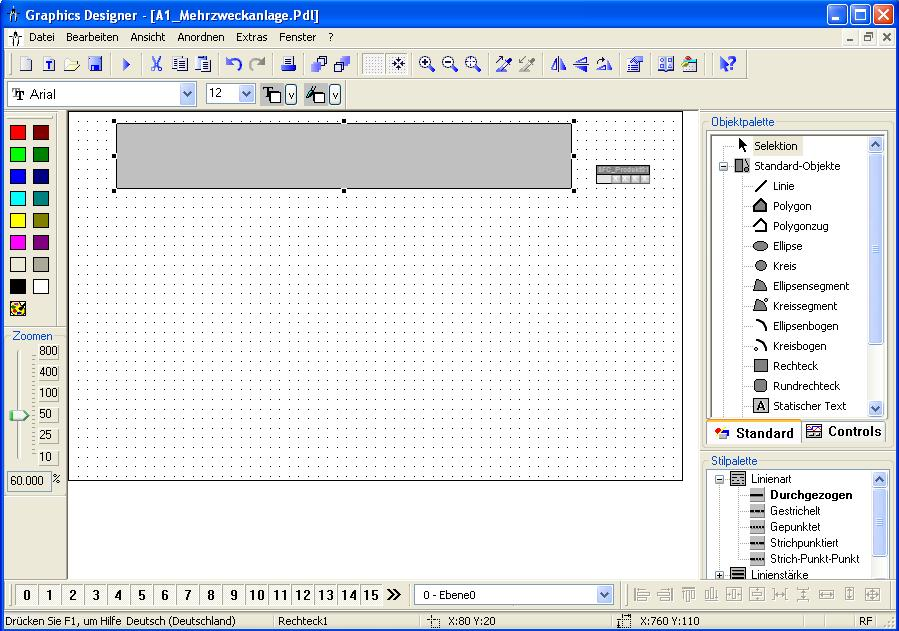 Graphics Designer - [A1_Mehrzweckanlage.Pdl]
Datei Bearbeiten Ansicht Anordnen Extras Fenster ?
Arial 12
Objektpalette
Selektion
Standard-Objekte
Linie
Polygon
Polygonzug
Ellipse
Kreis
Ellipsensegment
Kreissegment
Ellipsenbogen
Kreisbogen
Rechteck
Rundrechteck
A Statischer Text
Standard Controls
Stilpalette
Linienart
Durchgezogen
Gestrichelt
Gepunktet
Strichpunktiert
Strich-Punkt-Punkt
Linienstärke
Zoomen
800
400
100
50
25
10
60.000 %
0 1 2 3 4 5 6 7 8 9 10 11 12 13 14 15 0 - Ebene0
Drücken Sie F1, um Hilfe Deutsch (Deutschland) Rechteck1 X:80 Y:20 X:760 Y:110 RF